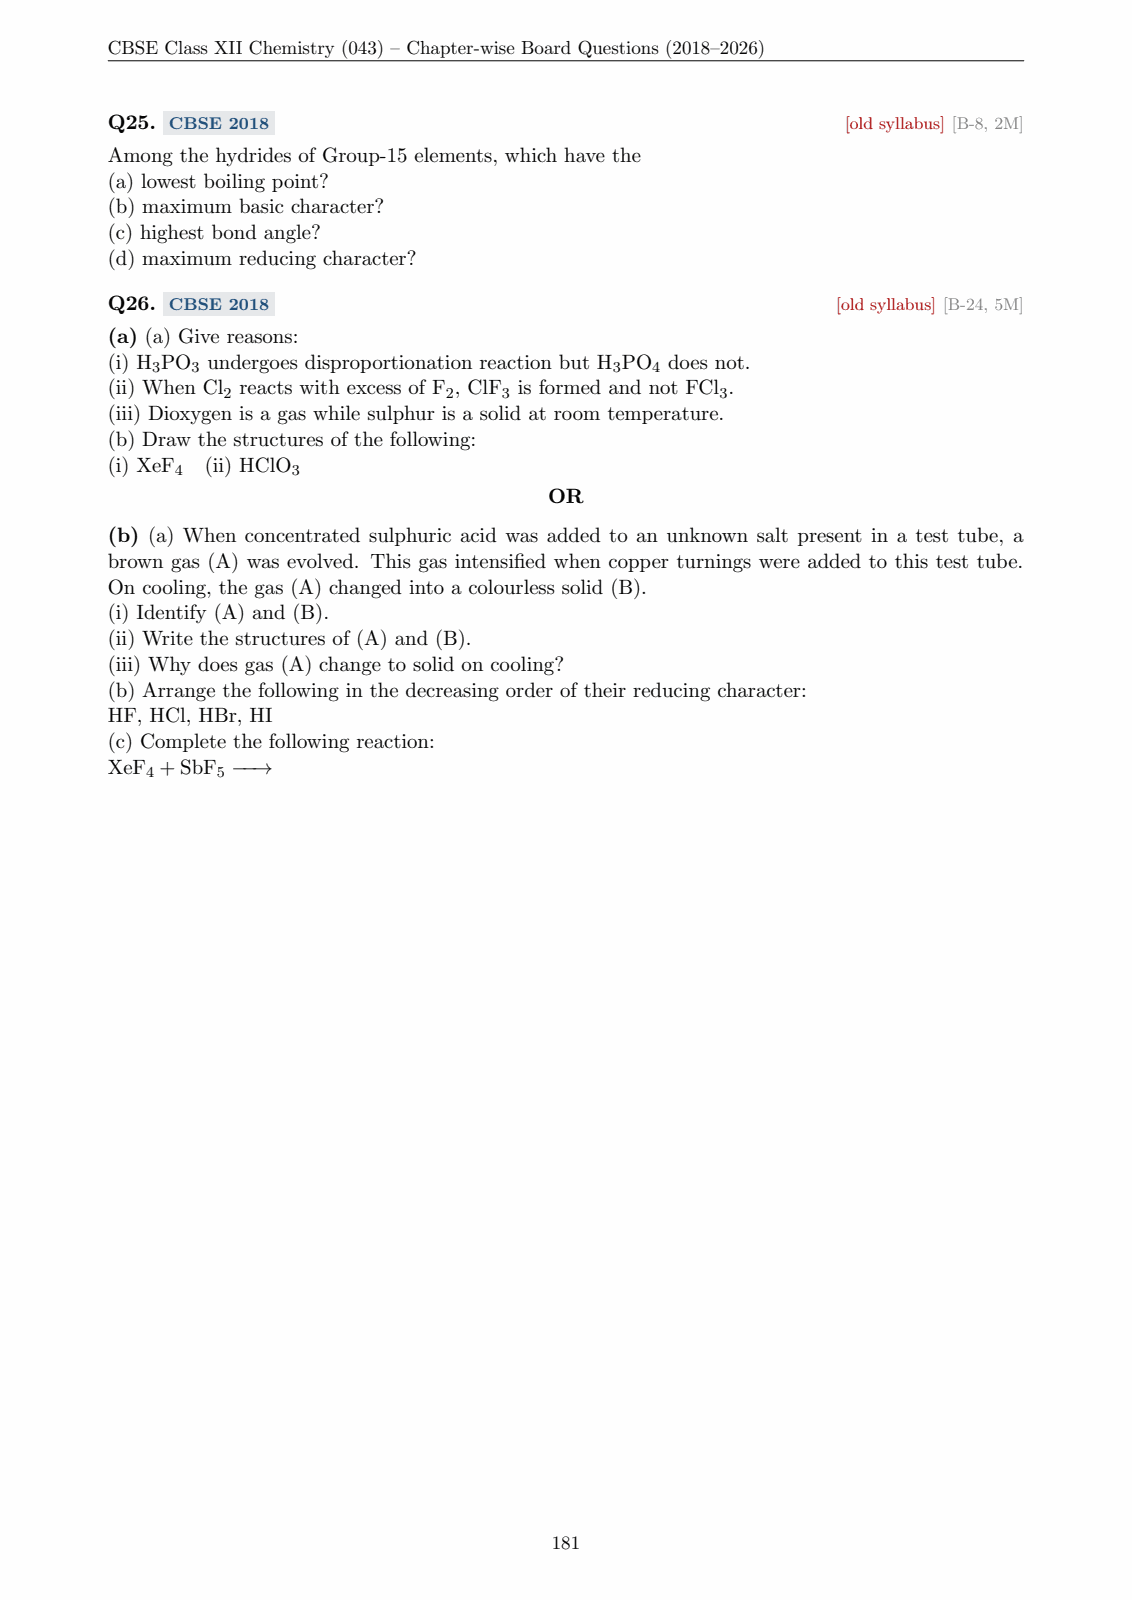 CBSE Class XII Chemistry (043) – Chapter-wise Board Questions (2018–2026)
Q25. CBSE 2018 [old syllabus] [B-8, 2M]
Among the hydrides of Group-15 elements, which have the
(a) lowest boiling point?
(b) maximum basic character?
(c) highest bond angle?
(d) maximum reducing character?
Q26. CBSE 2018 [old syllabus] [B-24, 5M]
(a) (a) Give reasons:
(i) H₃PO₃ undergoes disproportionation reaction but H₃PO₄ does not.
(ii) When Cl₂ reacts with excess of F₂, ClF₃ is formed and not FCl₃.
(iii) Dioxygen is a gas while sulphur is a solid at room temperature.
(b) Draw the structures of the following:
(i) XeF₄ (ii) HClO₃
OR
(b) (a) When concentrated sulphuric acid was added to an unknown salt present in a test tube, a
brown gas (A) was evolved. This gas intensified when copper turnings were added to this test tube.
On cooling, the gas (A) changed into a colourless solid (B).
(i) Identify (A) and (B).
(ii) Write the structures of (A) and (B).
(iii) Why does gas (A) change to solid on cooling?
(b) Arrange the following in the decreasing order of their reducing character:
HF, HCl, HBr, HI
(c) Complete the following reaction:
XeF₄ + SbF₅ ⟶
181